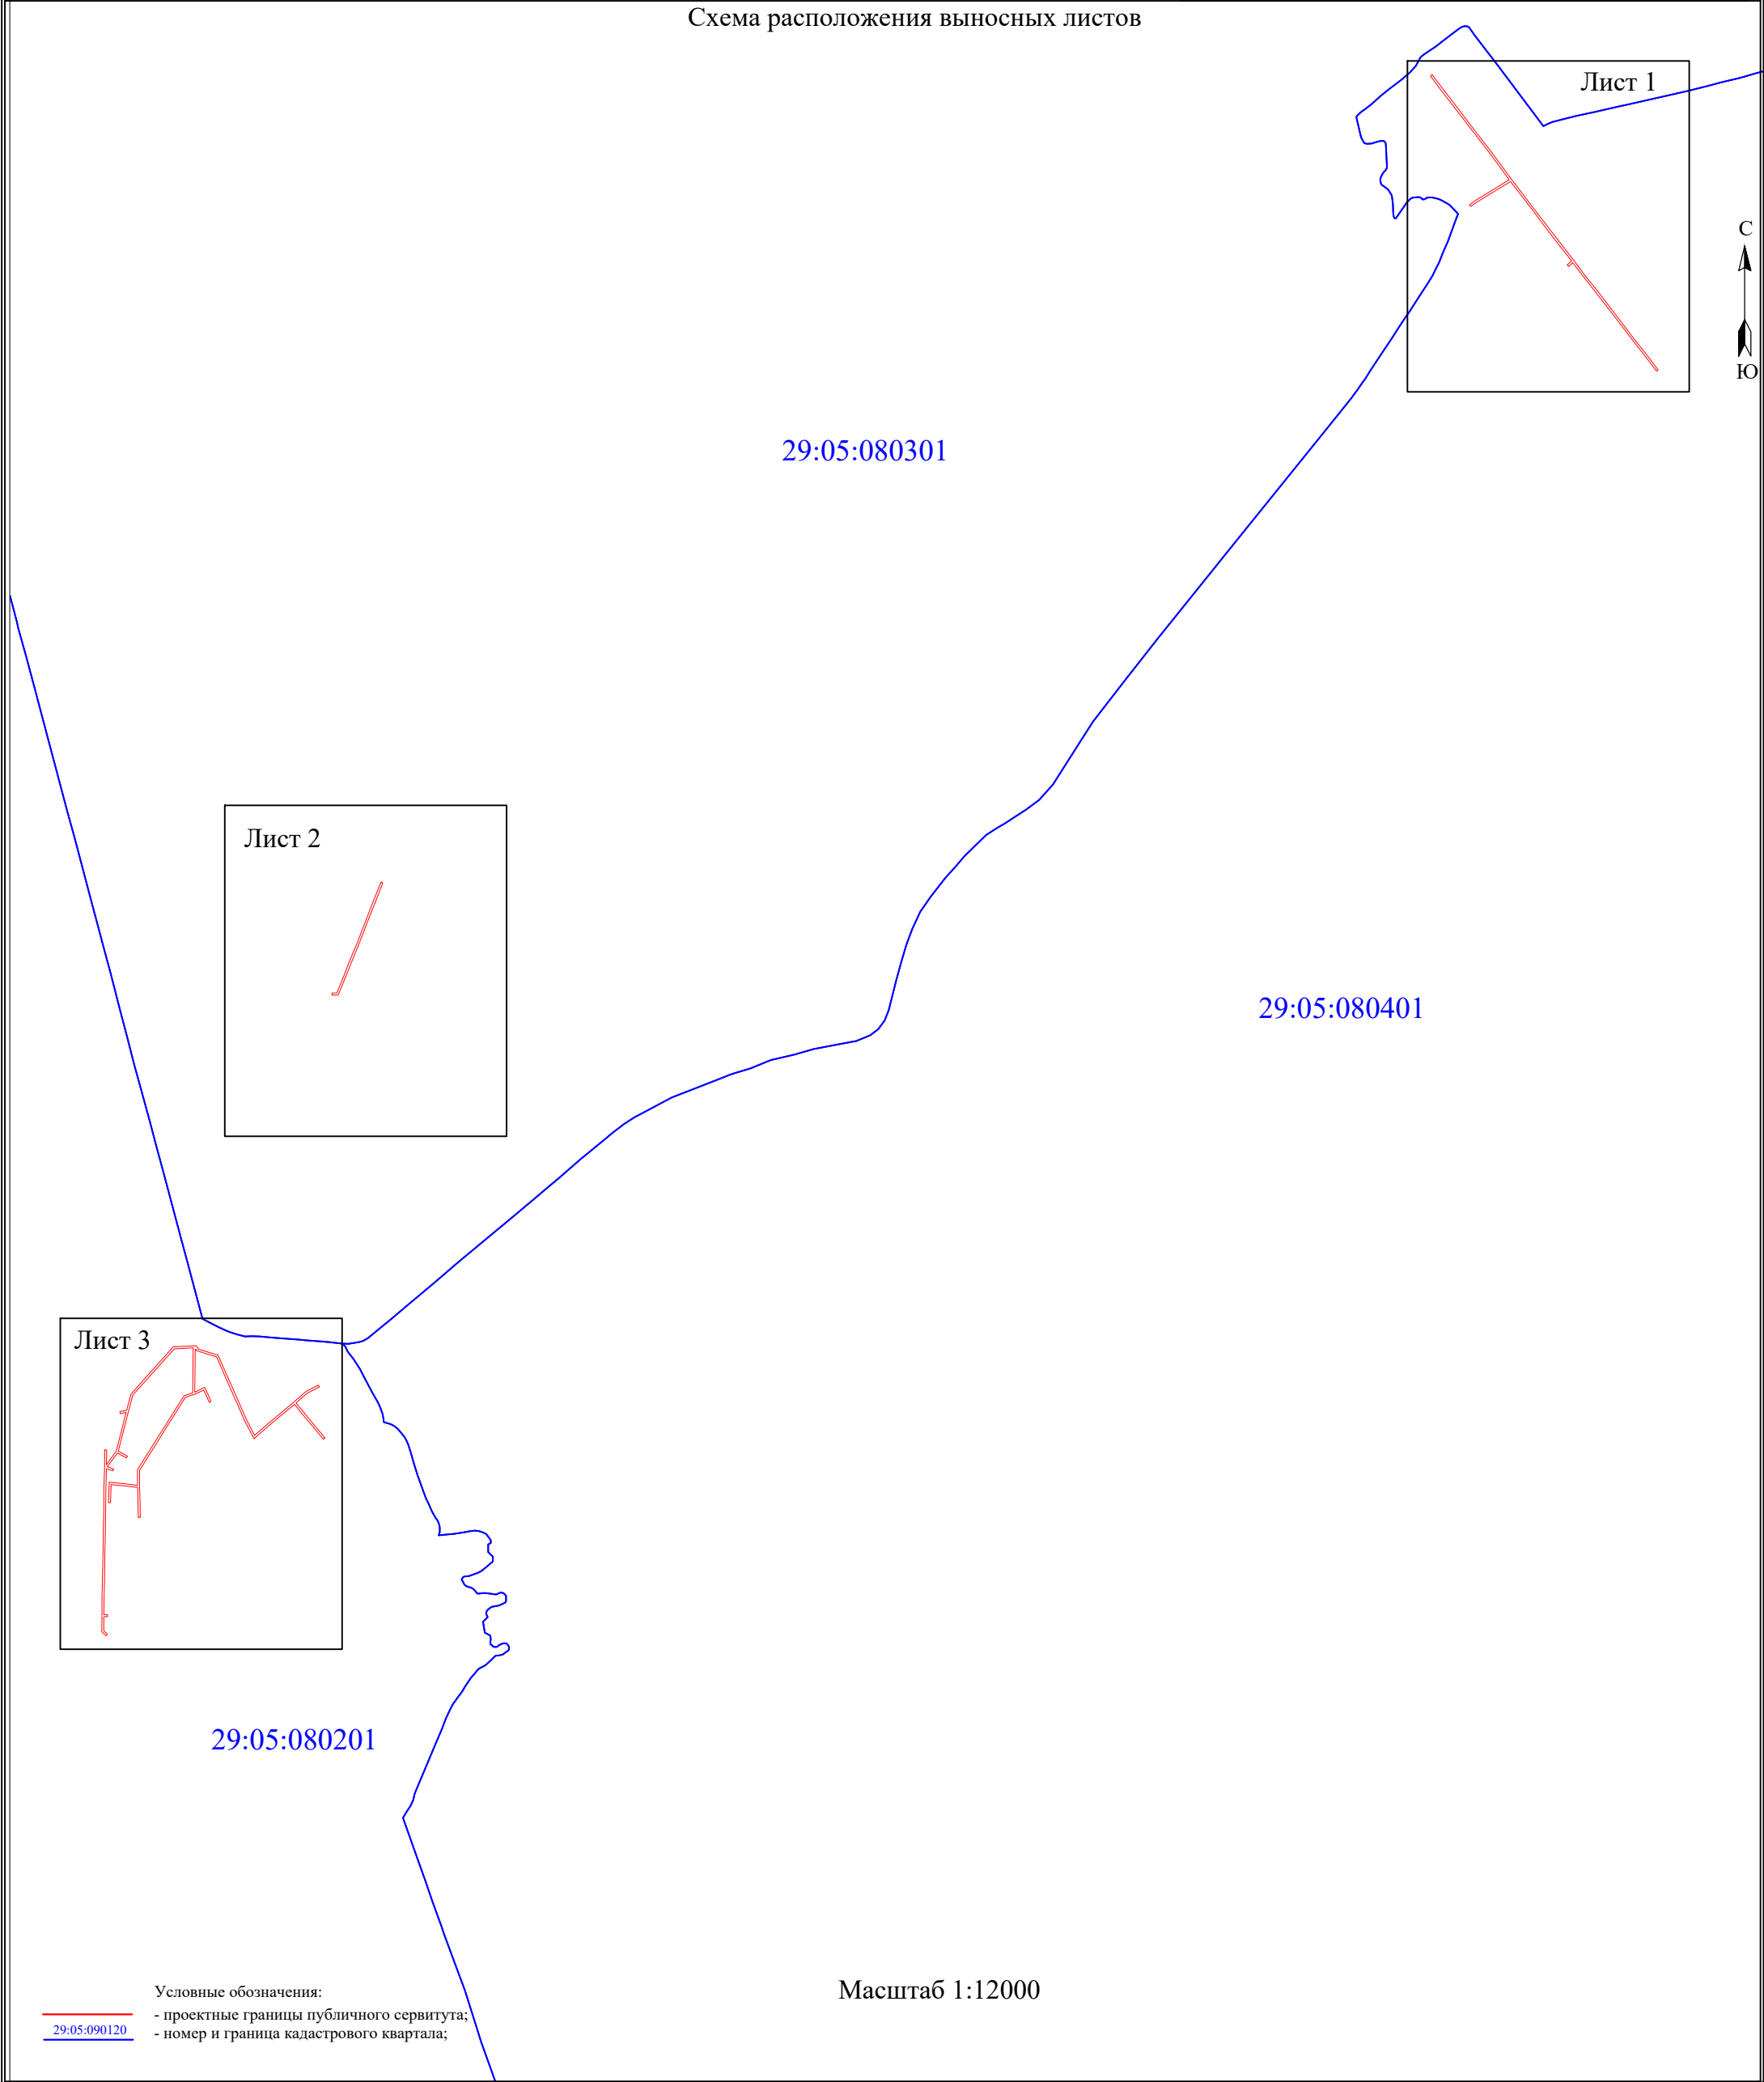 Схема расположения выносных листов
Лист 1
С
Ю
29:05:080301
Лист 2
29:05:080401
Лист 3
29:05:080201
Масштаб 1:12000
Условные обозначения:
- проектные границы публичного сервитута;
29:05:090120 - номер и граница кадастрового квартала;